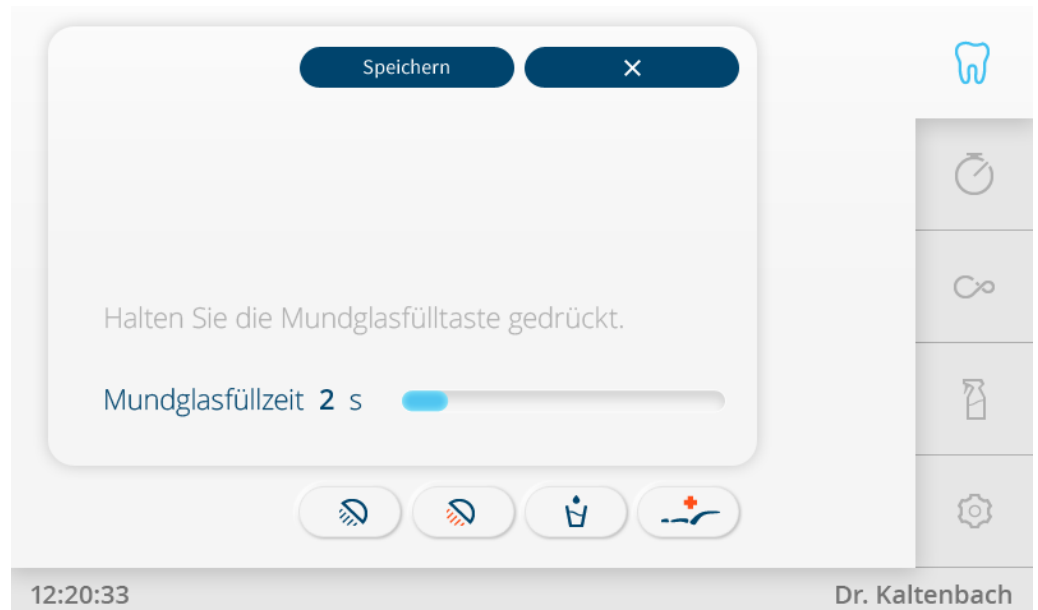 Speichern
Halten Sie die Mundglasfülltaste gedrückt.
Mundglasfüllzeit 2 s
12:20:33
Dr. Kaltenbach